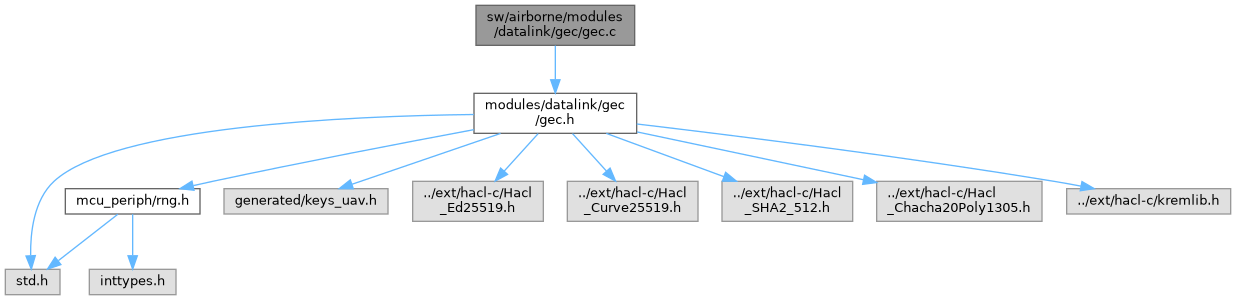 sw/airborne/modules
/datalink/gec/gec.c
modules/datalink/gec
/gec.h
mcu_periph/rng.h
generated/keys_uav.h
../ext/hacl-c/Hacl
_Ed25519.h
../ext/hacl-c/Hacl
_Curve25519.h
../ext/hacl-c/Hacl
_SHA2_512.h
../ext/hacl-c/Hacl
_Chacha20Poly1305.h
../ext/hacl-c/kremlib.h
std.h
inttypes.h